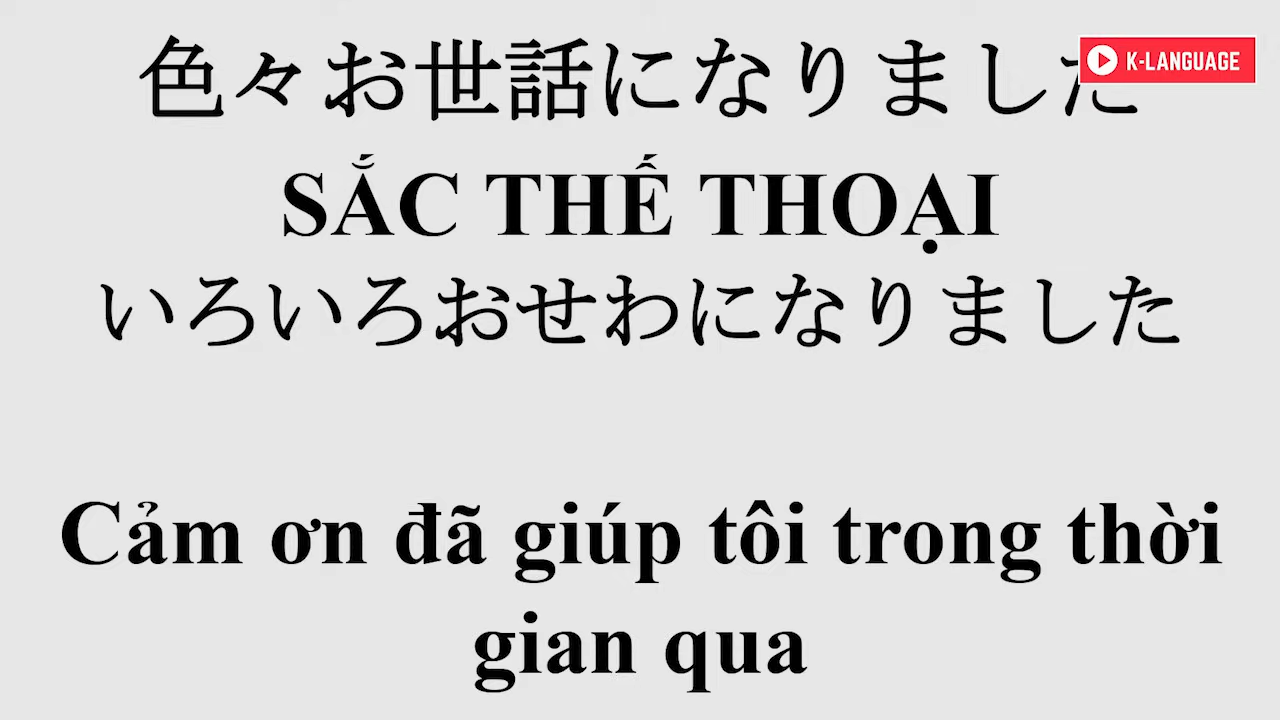 色々お世話になりました
K-LANGUAGE
SẮC THẾ THOẠI
いろいろおせわになりました
Cảm ơn đã giúp tôi trong thời
gian qua